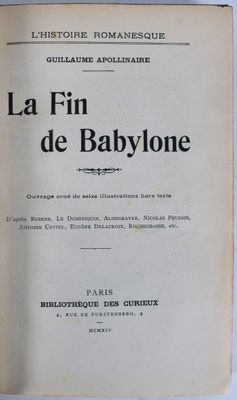 L'HISTOIRE ROMANESQUE
GUILLAUME APOLLINAIRE
La Fin
de Babylone
Ouvrage orné de seize illustrations hors texte
D'après RUBENS, LE DOMINIQUIN, ALDEGRAVER, NICOLAS POUSSIN,
ANTOINE COYPEL, EUGÈNE DELACROIX, ROCHEGROSSE, etc.
PARIS
BIBLIOTHÈQUE DES CURIEUX
4, RUE DE FURSTENBERG, 4
MCMXIV